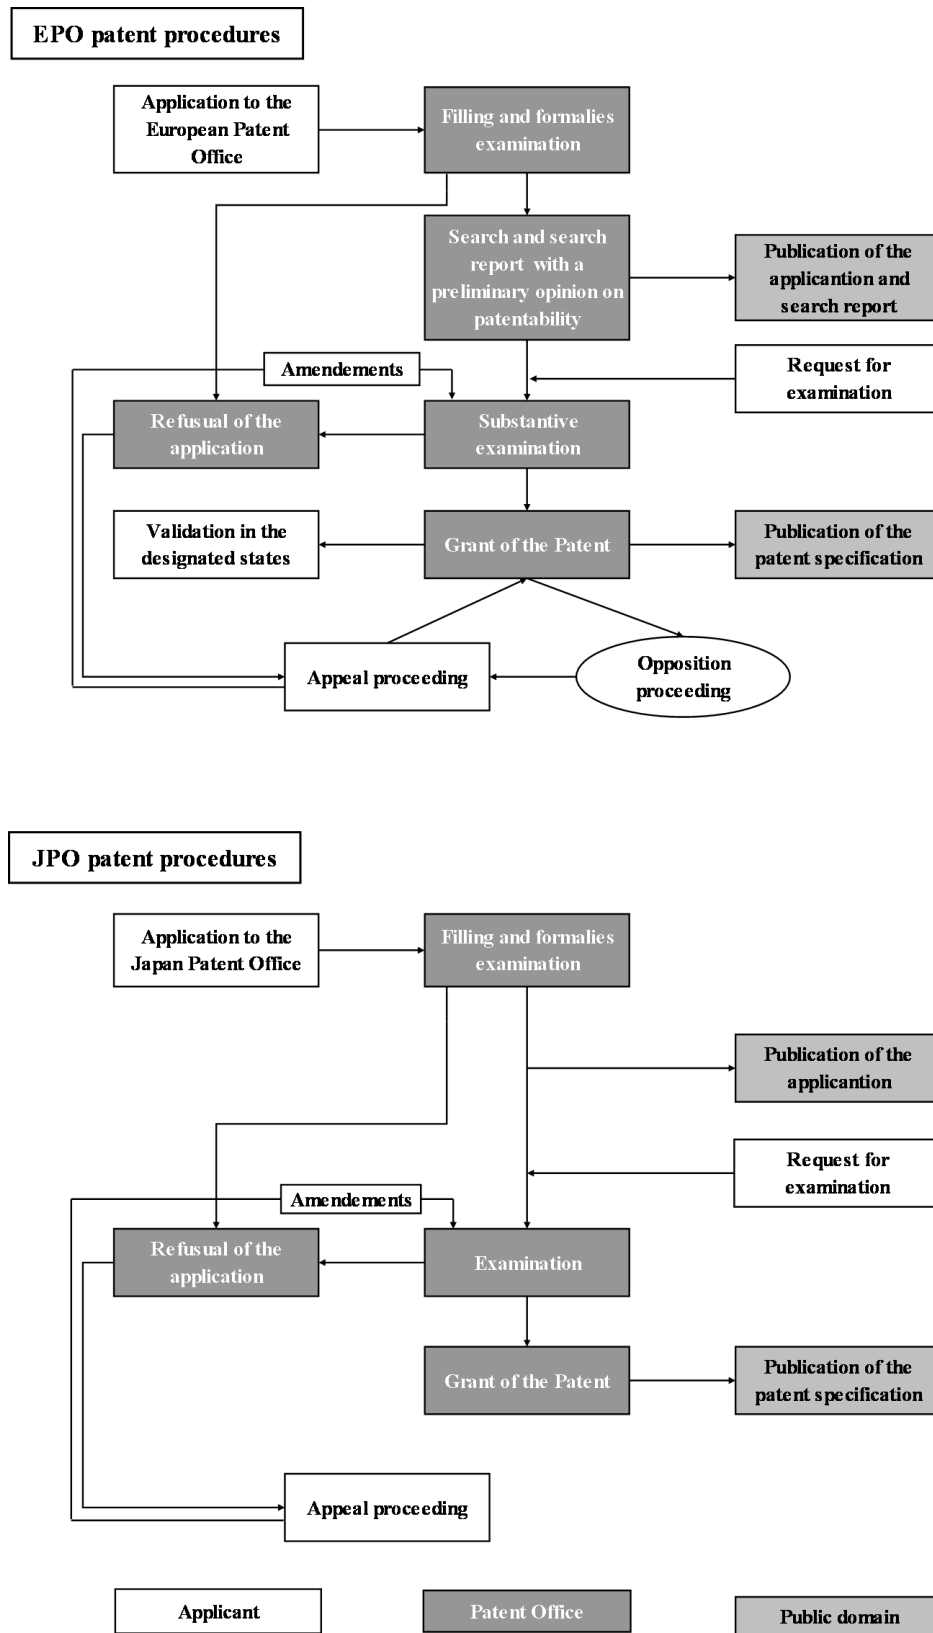 EPO patent procedures
Application to the
European Patent
Office
Filling and formalies
examination
Search and search
report with a
preliminary opinion on
patentability
Publication of the
applicantion and
search report
Amendements
Request for
examination
Refusual of the
application
Substantive
examination
Validation in the
designated states
Grant of the Patent
Publication of the
patent specification
Appeal proceeding
Opposition
proceeding
JPO patent procedures
Application to the
Japan Patent Office
Filling and formalies
examination
Publication of the
applicantion
Request for
examination
Amendements
Refusual of the
application
Examination
Grant of the Patent
Publication of the
patent specification
Appeal proceeding
Applicant
Patent Office
Public domain